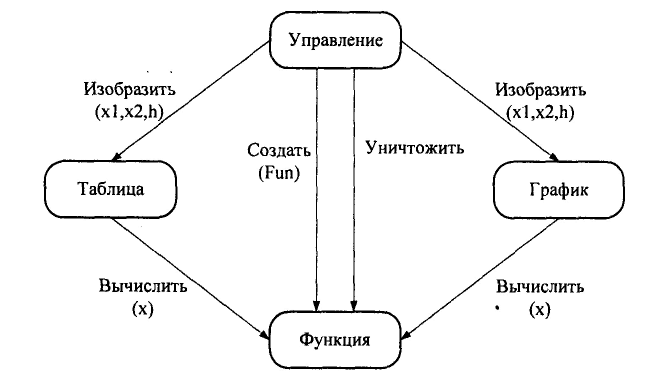 Управление
Изобразить
(x1,x2,h)
Изобразить
(x1,x2,h)
Создать
(Fun)
Уничтожить
Таблица
График
Вычислить
(x)
Вычислить
(x)
Функция